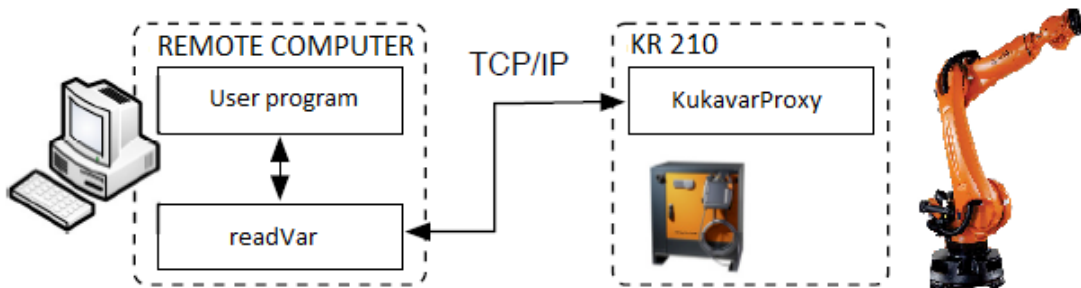 REMOTE COMPUTER
User program
readVar
TCP/IP
KR 210
KukavarProxy